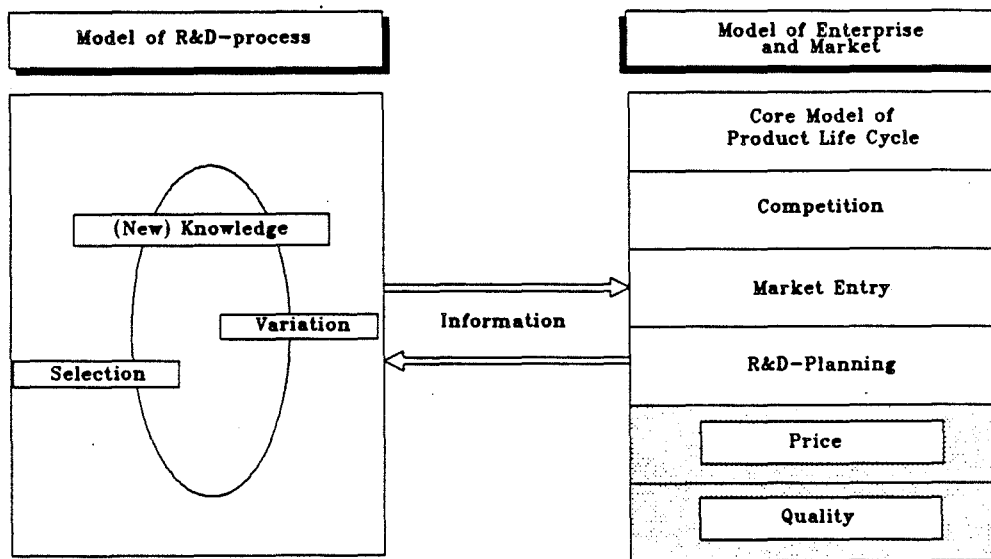 Model of R&D-process
Model of Enterprise
and Market
(New) Knowledge
Variation
Selection
Information
Core Model of
Product Life Cycle
Competition
Market Entry
R&D-Planning
Price
Quality